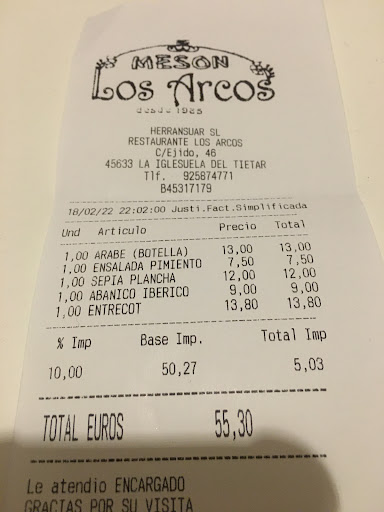 MESON
Los Arcos
desde 1985
HERRANSUAR SL
RESTAURANTE LOS ARCOS
C/Ejido, 46
45633 LA IGLESUELA DEL TIETAR
Tlf. 925874771
B45317179
18/02/22 22:02:00 Justi.Fact.Simplificada
Und Articulo Precio Total
1,00 ARABE (BOTELLA) 13,00 13,00
1,00 ENSALADA PIMIENTO 7,50 7,50
1,00 SEPIA PLANCHA 12,00 12,00
1,00 ABANICO IBERICO 9,00 9,00
1,00 ENTRECOT 13,80 13,80
% Imp Base Imp. Total Imp
10,00 50,27 5,03
TOTAL EUROS 55,30
Le atendio ENCARGADO
GRACIAS POR SU VISITA